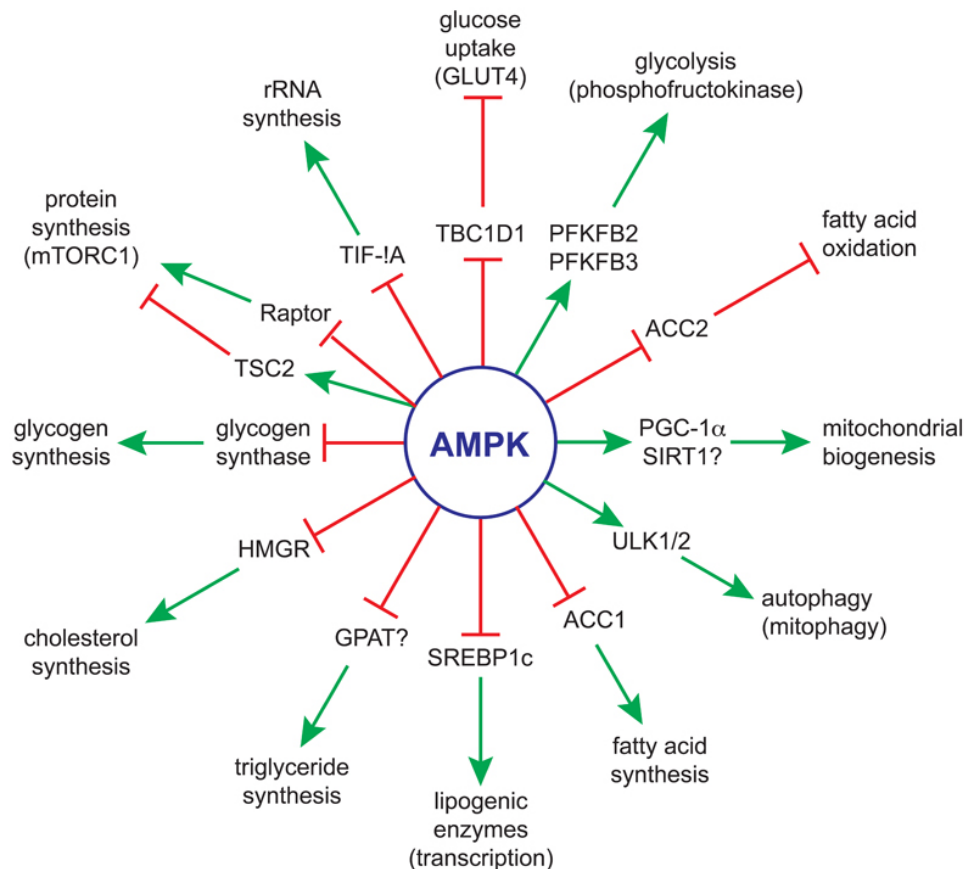 glucose
uptake
(GLUT4)
glycolysis
(phosphofructokinase)
rRNA
synthesis
protein
synthesis
(mTORC1)
TIF-!A
TBC1D1
PFKFB2
PFKFB3
fatty acid
oxidation
Raptor
ACC2
TSC2
glycogen
synthesis
glycogen
synthase
AMPK
PGC-1α
SIRT1?
mitochondrial
biogenesis
HMGR
ULK1/2
cholesterol
synthesis
GPAT?
SREBP1c
ACC1
autophagy
(mitophagy)
triglyceride
synthesis
lipogenic
enzymes
(transcription)
fatty acid
synthesis